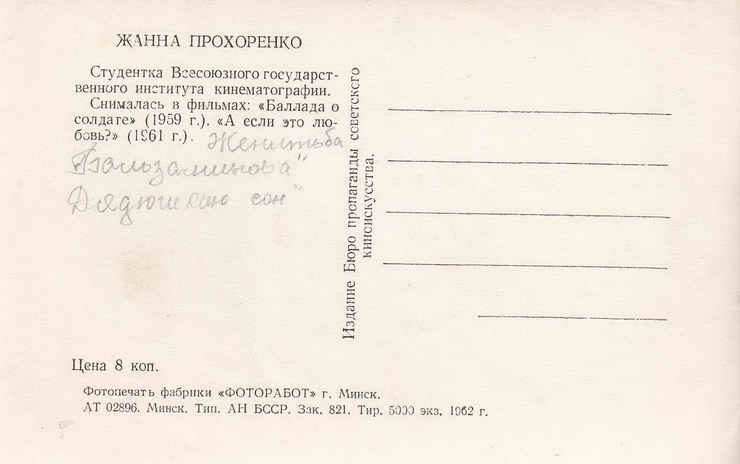 ЖАННА ПРОХОРЕНКО
Студентка Всесоюзного государст-
венного института кинематографии.
Снималась в фильмах: «Баллада о
солдате» (1959 г.), «А если это лю-
бовь?» (1961 г.). Женитьба
Бальзаминова"
Дядюшкин сон"
Издание Бюро пропаганды советского
киноискусства.
Цена 8 коп.
Фотопечать фабрики «ФОТОРАБОТ» г. Минск.
АТ 02896. Минск. Тип. АН БССР. Зак. 821. Тир. 5000 экз. 1962 г.